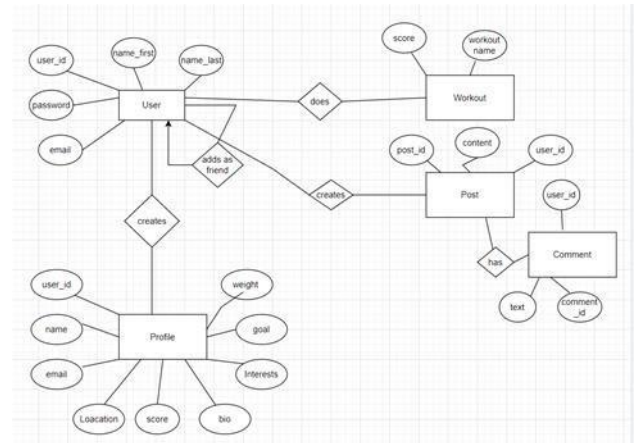 score
workout
name
name_first
user_id
name_last
User
does
Workout
password
content
post_id
user_id
email
adds as
friend
creates
Post
user_id
creates
has
Comment
user_id
weight
text
comment
_id
name
Profile
goal
email
Interests
Loacation
score
bio